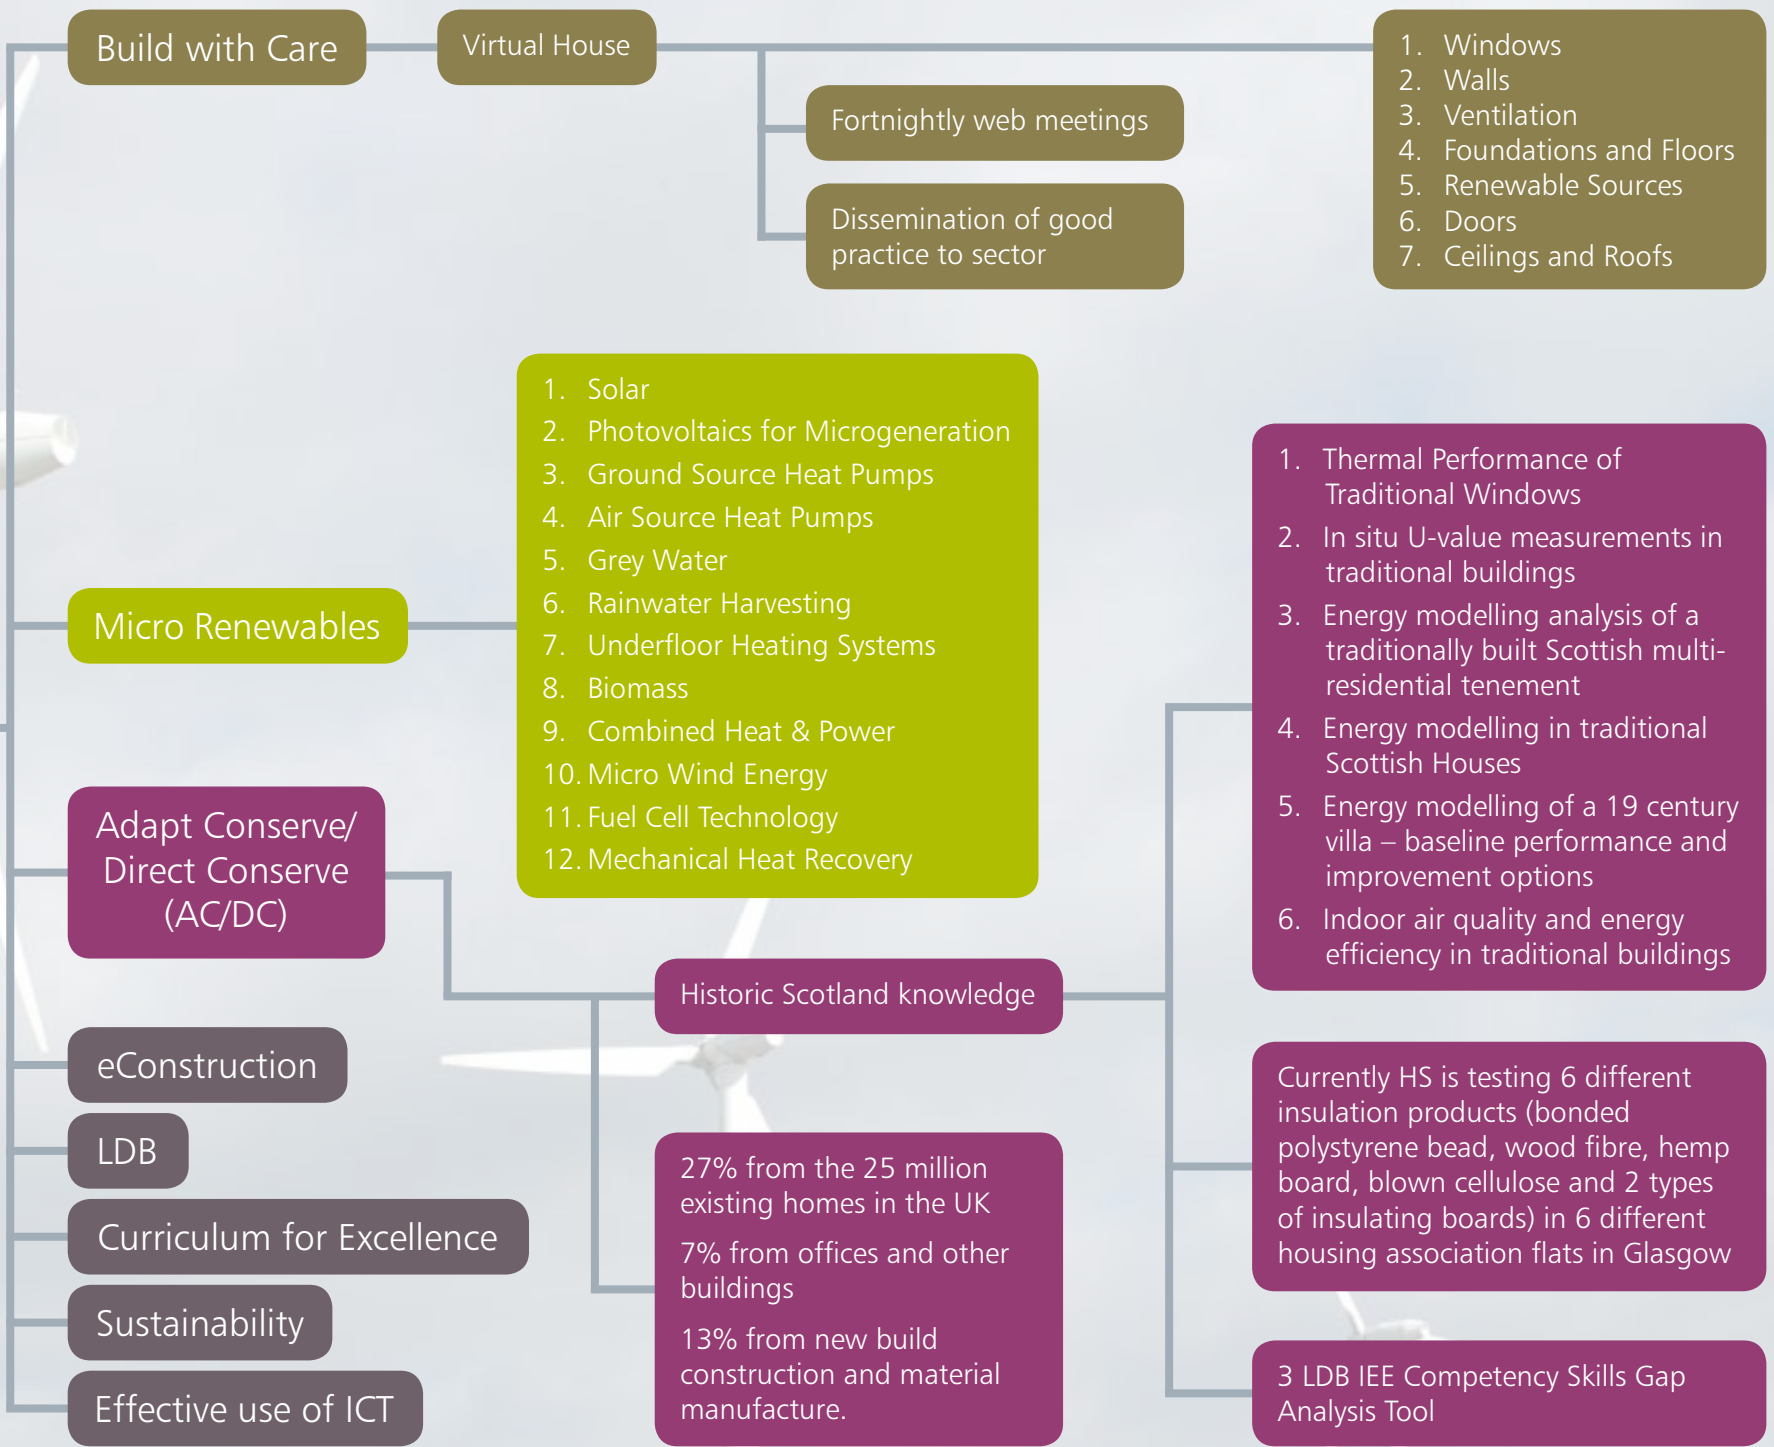 Build with Care
Virtual House
Fortnightly web meetings
Dissemination of good
practice to sector
1. Windows
2. Walls
3. Ventilation
4. Foundations and Floors
5. Renewable Sources
6. Doors
7. Ceilings and Roofs
Micro Renewables
1. Solar
2. Photovoltaics for Microgeneration
3. Ground Source Heat Pumps
4. Air Source Heat Pumps
5. Grey Water
6. Rainwater Harvesting
7. Underfloor Heating Systems
8. Biomass
9. Combined Heat & Power
10. Micro Wind Energy
11. Fuel Cell Technology
12. Mechanical Heat Recovery
Adapt Conserve/
Direct Conserve
(AC/DC)
Historic Scotland knowledge
27% from the 25 million
existing homes in the UK
7% from offices and other
buildings
13% from new build
construction and material
manufacture.
1. Thermal Performance of
Traditional Windows
2. In situ U-value measurements in
traditional buildings
3. Energy modelling analysis of a
traditionally built Scottish multi-
residential tenement
4. Energy modelling in traditional
Scottish Houses
5. Energy modelling of a 19 century
villa – baseline performance and
improvement options
6. Indoor air quality and energy
efficiency in traditional buildings
Currently HS is testing 6 different
insulation products (bonded
polystyrene bead, wood fibre, hemp
board, blown cellulose and 2 types
of insulating boards) in 6 different
housing association flats in Glasgow
3 LDB IEE Competency Skills Gap
Analysis Tool
eConstruction
LDB
Curriculum for Excellence
Sustainability
Effective use of ICT